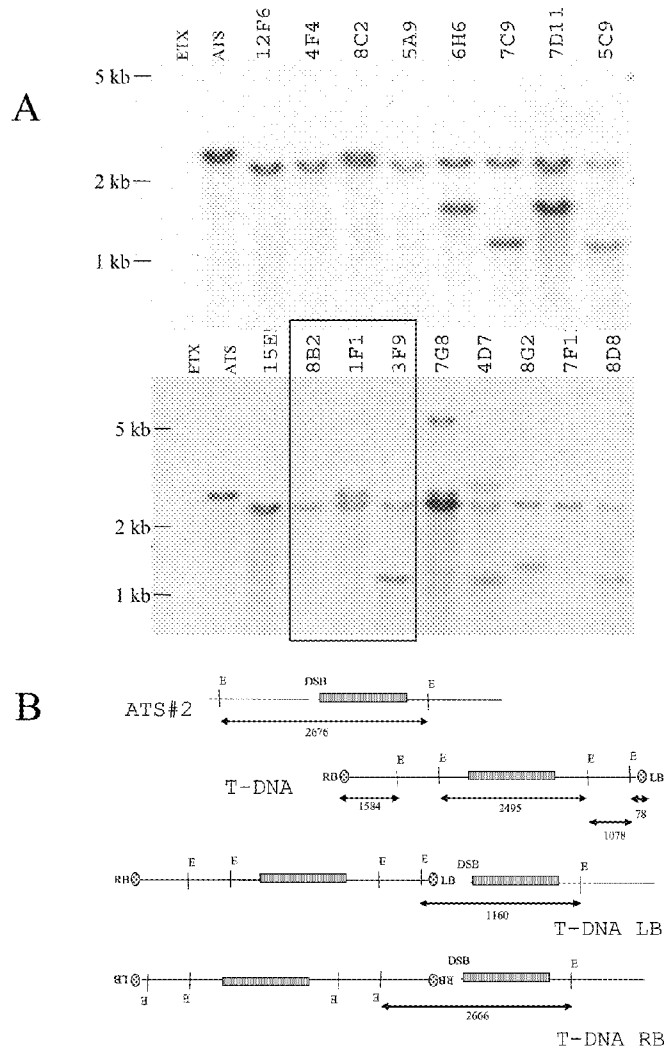 ETX ATS 12F6 4F4 8C2 5A9 6H6 7C9 7D11 5C9
5 kb
A
2 kb
1 kb
ETX ATS 15E 8B2 1F1 3F9 7G8 4D7 8G2 7F1 8D8
5 kb
2 kb
1 kb
B
E DSB E
ATS#2
2676
E E E E
RB LB
T-DNA
1584 2495 78
1078
E E E E DSB E
RB LB
1160
T-DNA LB
DSB E
LB RB
E E E E
2666
T-DNA RB